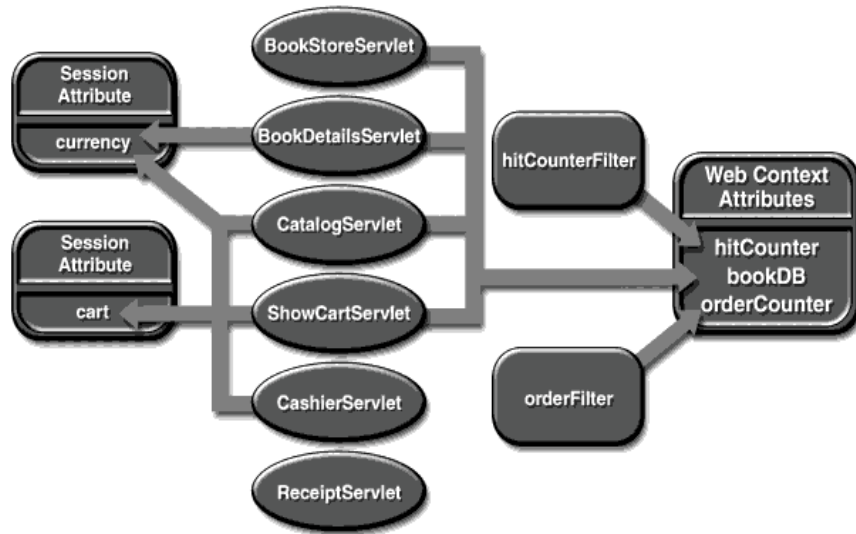 Session
Attribute
currency
Session
Attribute
cart
BookStoreServlet
BookDetailsServlet
CatalogServlet
ShowCartServlet
CashierServlet
ReceiptServlet
hitCounterFilter
orderFilter
Web Context
Attributes
hitCounter
bookDB
orderCounter